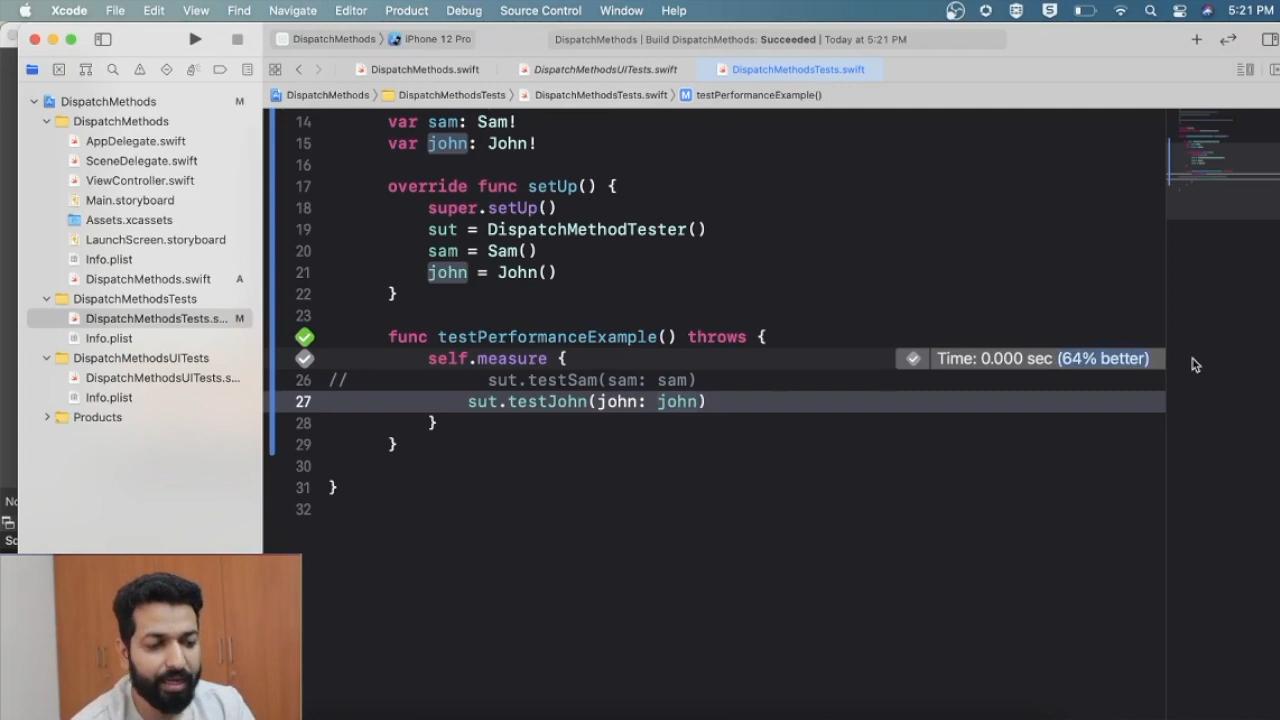 Xcode File Edit View Find Navigate Editor Product Debug Source Control Window Help 5:21 PM
DispatchMethods iPhone 12 Pro DispatchMethods | Build DispatchMethods: Succeeded | Today at 5:21 PM
DispatchMethods.swift DispatchMethodsUITests.swift DispatchMethodsTests.swift
DispatchMethods DispatchMethodsTests DispatchMethodsTests.swift M testPerformanceExample()
DispatchMethods M
DispatchMethods
AppDelegate.swift
SceneDelegate.swift
ViewController.swift
Main.storyboard
Assets.xcassets
LaunchScreen.storyboard
Info.plist
DispatchMethods.swift A
DispatchMethodsTests
DispatchMethodsTests.s... M
Info.plist
DispatchMethodsUITests
DispatchMethodsUITests.s...
Info.plist
Products
14 var sam: Sam!
15 var john: John!
16
17 override func setUp() {
18 super.setUp()
19 sut = DispatchMethodTester()
20 sam = Sam()
21 john = John()
22 }
23
func testPerformanceExample() throws {
self.measure { Time: 0.000 sec (64% better)
26 // sut.testSam(sam: sam)
27 sut.testJohn(john: john)
28 }
29 }
30
31 }
32